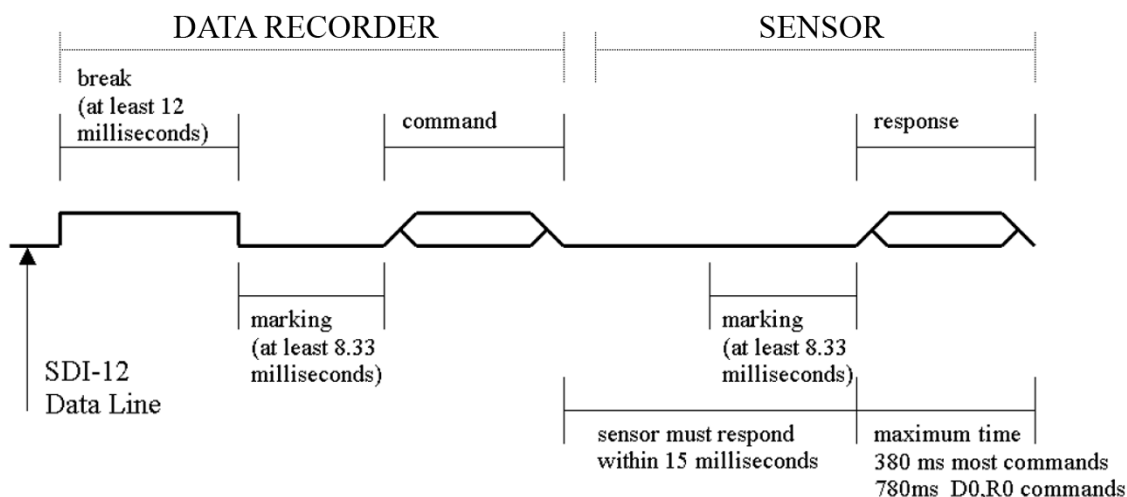 DATA RECORDER
SENSOR
break
(at least 12
milliseconds)
command
response
marking
(at least 8.33
milliseconds)
marking
(at least 8.33
milliseconds)
SDI-12
Data Line
sensor must respond
within 15 milliseconds
maximum time
380 ms most commands
780ms D0,R0 commands